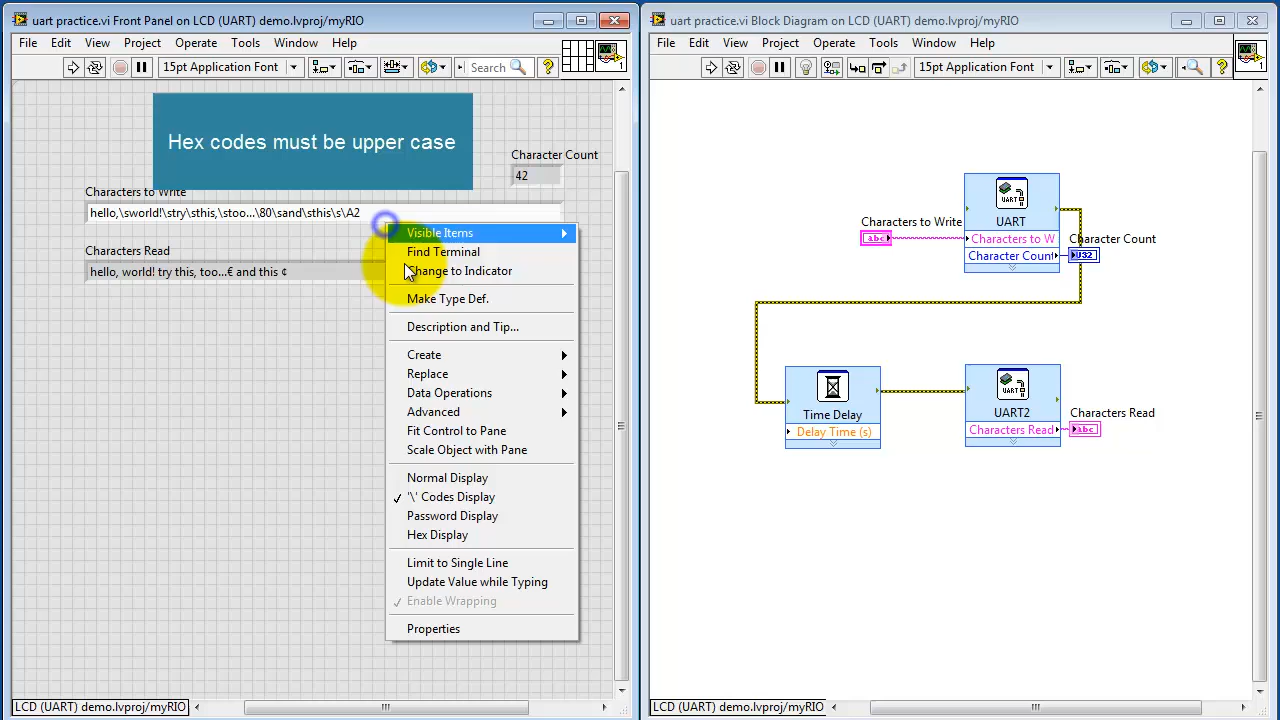 uart practice.vi Front Panel on LCD (UART) demo.lvproj/myRIO
File Edit View Project Operate Tools Window Help
15pt Application Font
Search
Hex codes must be upper case
Character Count
42
Characters to Write
hello,\sworld!\stry\sthis,\stoo...\80\sand\sthis\s\A2
Characters Read
hello, world! try this, too...€ and this ¢
Visible Items
Find Terminal
Change to Indicator
Make Type Def.
Description and Tip...
Create
Replace
Data Operations
Advanced
Fit Control to Pane
Scale Object with Pane
Normal Display
'\' Codes Display
Password Display
Hex Display
Limit to Single Line
Update Value while Typing
Enable Wrapping
Properties
LCD (UART) demo.lvproj/myRIO
uart practice.vi Block Diagram on LCD (UART) demo.lvproj/myRIO
File Edit View Project Operate Tools Window Help
15pt Application Font
Characters to Write
abc
UART
UART
Characters to W
Character Count
Character Count
U32
Time Delay
Delay Time (s)
UART
UART2
Characters Read
Characters Read
abc
LCD (UART) demo.lvproj/myRIO